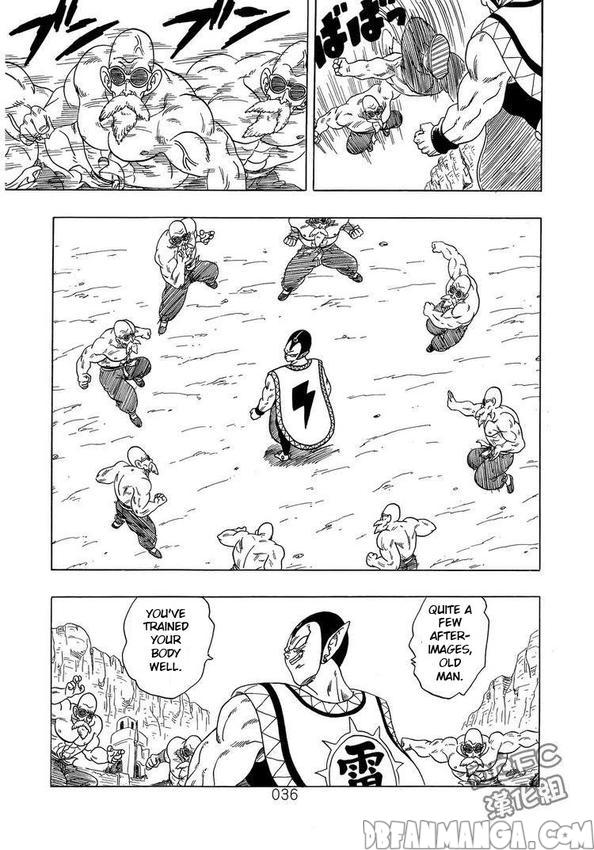 ばばっ
ブン
ブン
QUITE A
FEW
AFTER-
IMAGES,
OLD
MAN.
YOU'VE
TRAINED
YOUR
BODY
WELL.
雷
036
漢化组
DBFANMANGA.COM